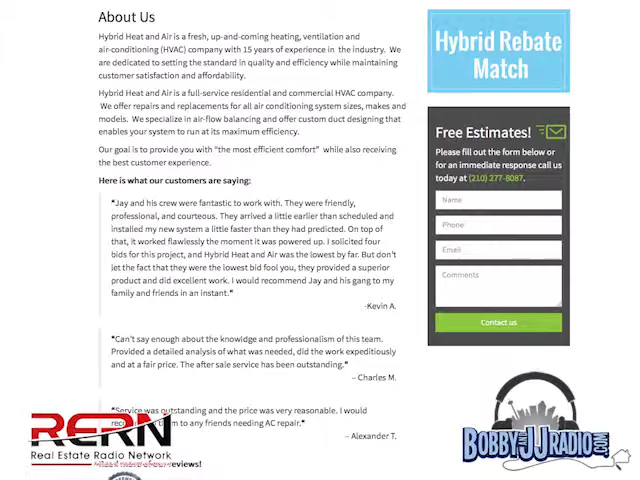 About Us
Hybrid Heat and Air is a fresh, up-and-coming heating, ventilation and
air-conditioning (HVAC) company with 15 years of experience in the industry. We
are dedicated to setting the standard in quality and efficiency while maintaining
customer satisfaction and affordability.
Hybrid Heat and Air is a full-service residential and commercial HVAC company.
We offer repairs and replacements for all air conditioning system sizes, makes and
models. We specialize in air-flow balancing and offer custom duct designing that
enables your system to run at its maximum efficiency.
Our goal is to provide you with “the most efficient comfort” while also receiving
the best customer experience.
Here is what our customers are saying:
"Jay and his crew were fantastic to work with. They were friendly,
professional, and courteous. They arrived a little earlier than scheduled and
installed my new system a little faster than they had predicted. On top of
that, it worked flawlessly the moment it was powered up. I solicited four
bids for this project, and Hybrid Heat and Air was the lowest by far. But don't
let the fact that they were the lowest bid fool you, they provided a superior
product and did excellent work. I would recommend Jay and his gang to my
family and friends in an instant."
-Kevin A.
"Can't say enough about the knowidge and professionalism of this team.
Provided a detailed analysis of what was needed, did the work expeditiously
and at a fair price. The after sale service has been outstanding."
– Charles M.
"Service was outstanding and the price was very reasonable. I would
them to any friends needing AC repair."
– Alexander T.
reviews!
Hybrid Rebate
Match
Free Estimates!
Please fill out the form below or
for an immediate response call us
today at (210) 277-8087.
Name
Phone
Email
Comments
Contact us
RERN
Real Estate Radio Network
BOBBY AND JJRADIO.COM